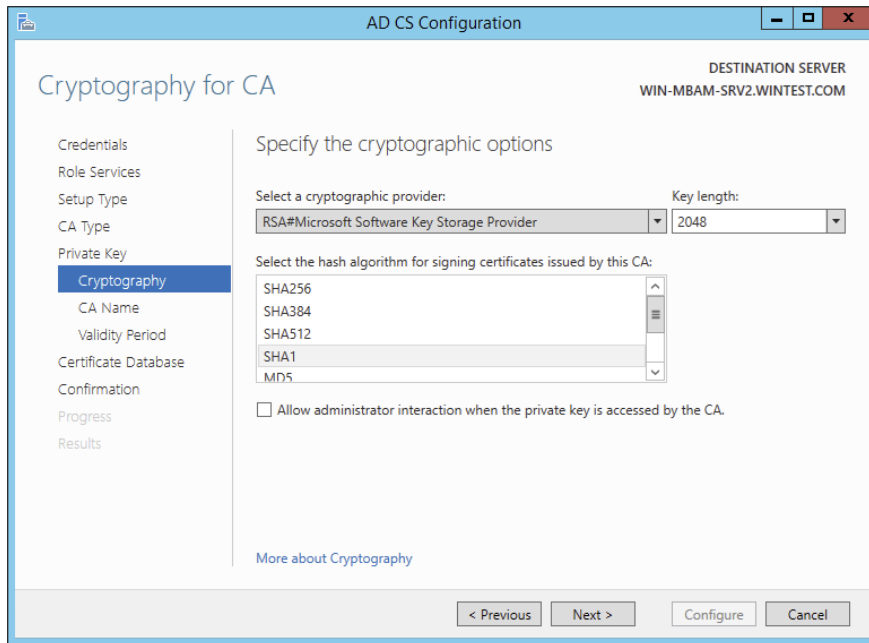 AD CS Configuration
Cryptography for CA
DESTINATION SERVER
WIN-MBAM-SRV2.WINTEST.COM
Credentials
Role Services
Setup Type
CA Type
Private Key
Cryptography
CA Name
Validity Period
Certificate Database
Confirmation
Progress
Results
Specify the cryptographic options
Select a cryptographic provider:
Key length:
RSA#Microsoft Software Key Storage Provider
2048
Select the hash algorithm for signing certificates issued by this CA:
SHA256
SHA384
SHA512
SHA1
MD5
Allow administrator interaction when the private key is accessed by the CA.
More about Cryptography
< Previous
Next >
Configure
Cancel